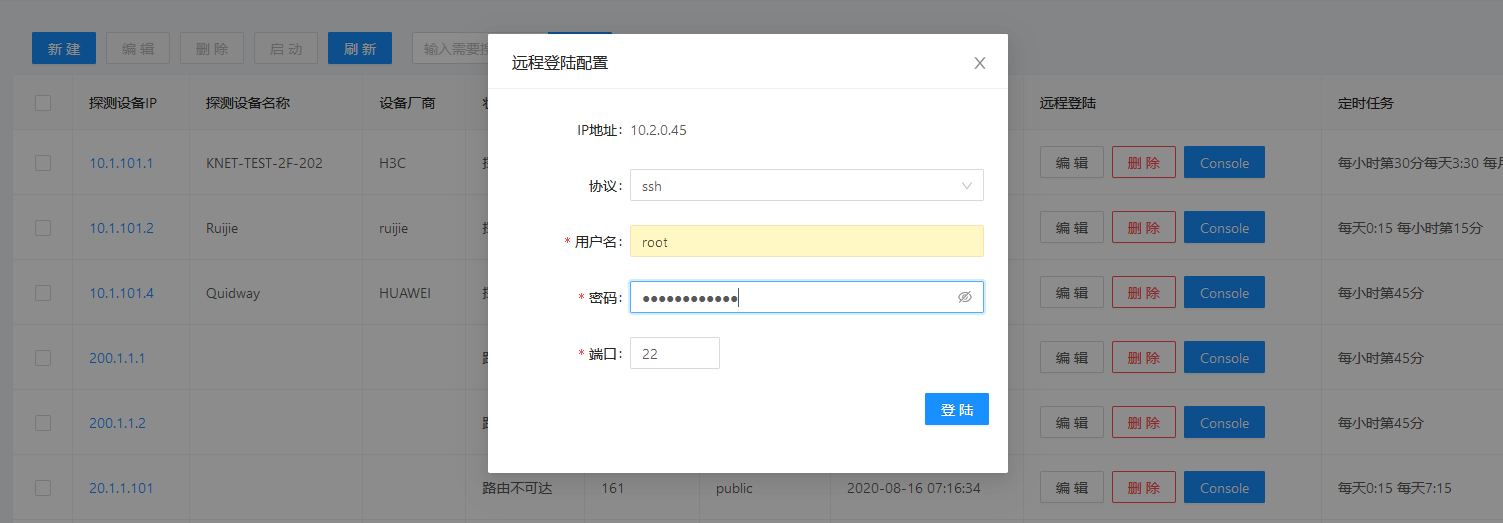 新 建 编 辑 删 除 启 动 刷 新 输入需要
远程登陆配置
IP地址: 10.2.0.45
协议: ssh
* 用户名: root
* 密码: ●●●●●●●●●●●●
* 端口: 22
登 陆
探测设备IP 探测设备名称 设备厂商 远程登陆 定时任务
10.1.101.1 KNET-TEST-2F-202 H3C 编 辑 删 除 Console 每小时第30分每天3:30 每
10.1.101.2 Ruijie ruijie 编 辑 删 除 Console 每天0:15 每小时第15分
10.1.101.4 Quidway HUAWEI 编 辑 删 除 Console 每小时第45分
200.1.1.1 编 辑 删 除 Console 每小时第45分
200.1.1.2 编 辑 删 除 Console 每小时第45分
20.1.1.101 路由不可达 161 public 2020-08-16 07:16:34 编 辑 删 除 Console 每天0:15 每天7:15